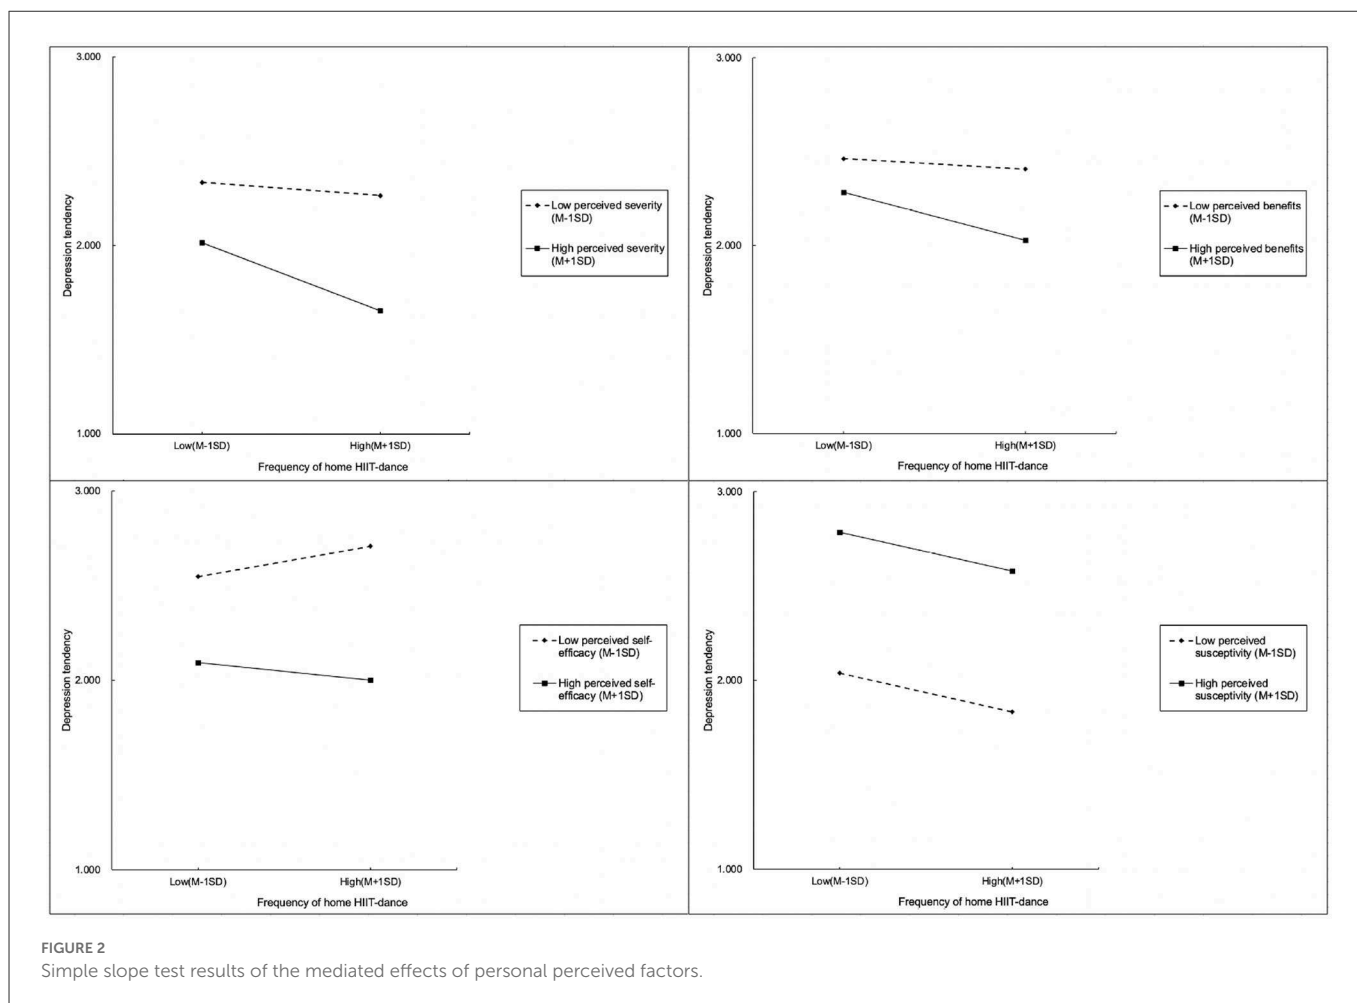 3.000
2.000
1.000
Depression tendency
Low(M-1SD)
High(M+1SD)
Frequency of home HIIT-dance
Low perceived severity
(M-1SD)
High perceived severity
(M+1SD)
3.000
2.000
1.000
Depression tendency
Low(M-1SD)
High(M+1SD)
Frequency of home HIIT-dance
Low perceived benefits
(M-1SD)
High perceived benefits
(M+1SD)
3.000
2.000
1.000
Depression tendency
Low(M-1SD)
High(M+1SD)
Frequency of home HIIT-dance
Low perceived self-
efficacy (M-1SD)
High perceived self-
efficacy (M+1SD)
3.000
2.000
1.000
Depression tendency
Low(M-1SD)
High(M+1SD)
Frequency of home HIIT-dance
Low perceived
susceptivity (M-1SD)
High perceived
susceptivity (M+1SD)
FIGURE 2
Simple slope test results of the mediated effects of personal perceived factors.